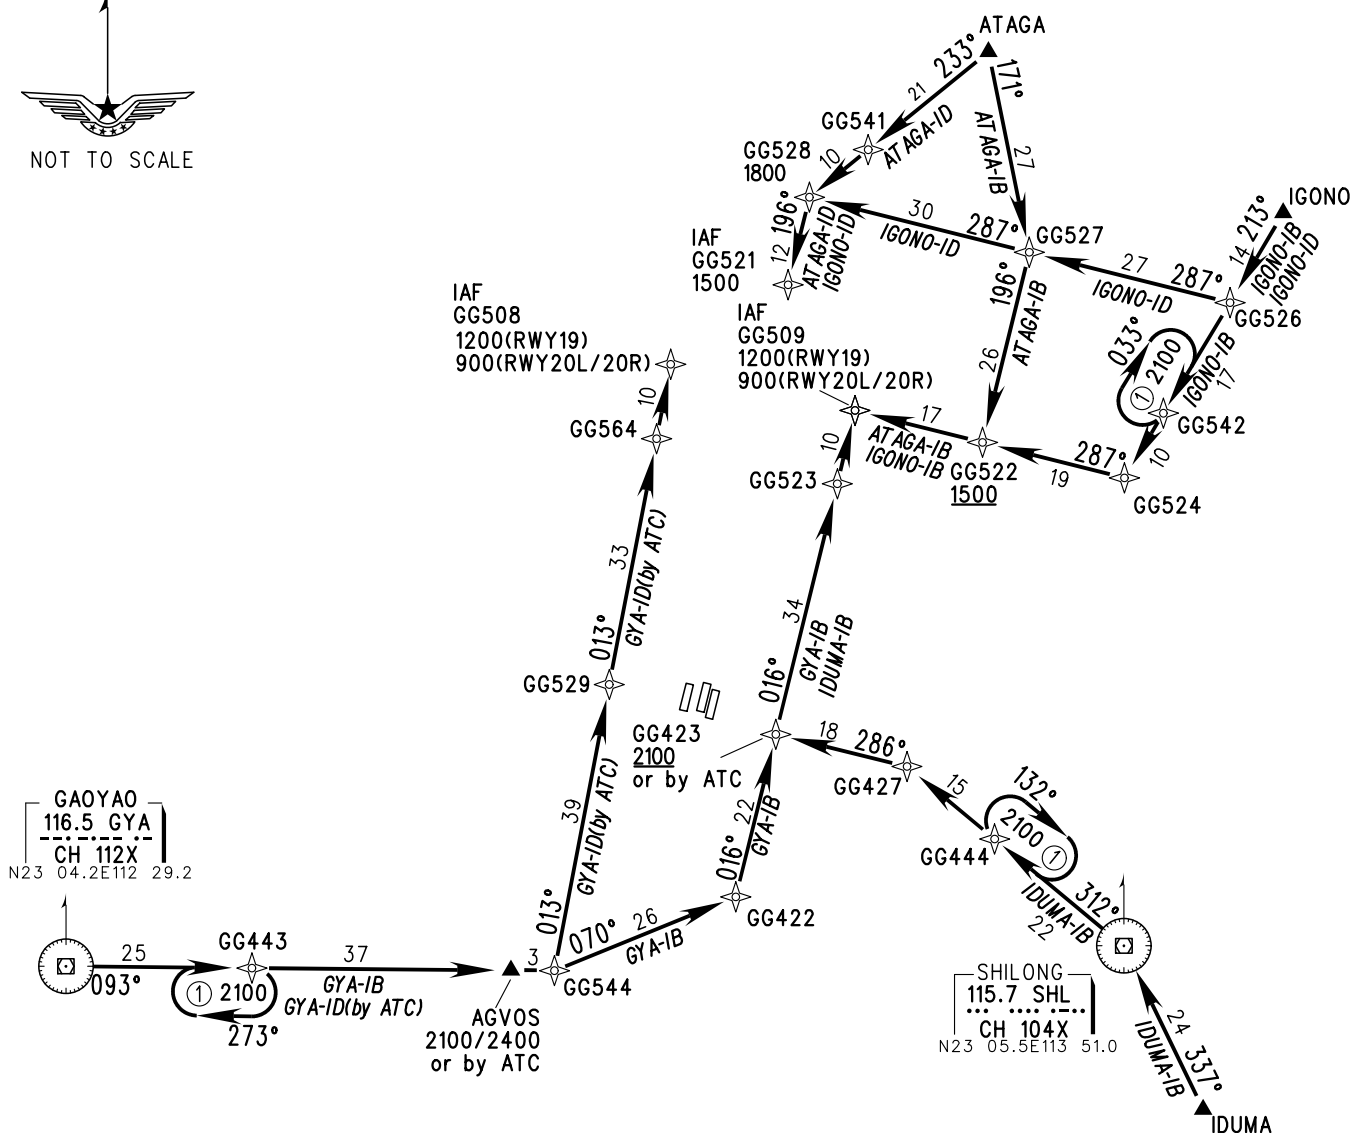 NOT TO SCALE
ATAGA
233°
171°
21
ATAGA-ID
ATAGA-IB
27
GG541
GG528
1800
10
196°
12
ATAGA-ID
IGONO-ID
IAF
GG521
1500
30
IGONO-ID
287°
GG527
27
IGONO-ID
287°
IGONO
213°
14
IGONO-IB
IGONO-ID
GG526
033°
2100
1
IGONO-IB
17
GG542
10
GG524
287°
19
196°
ATAGA-IB
26
GG522
1500
17
ATAGA-IB
IGONO-IB
IAF
GG509
1200(RWY19)
900(RWY20L/20R)
IAF
GG508
1200(RWY19)
900(RWY20L/20R)
10
GG564
33
GYA-ID(by ATC)
013°
GG529
10
GG523
34
GYA-IB
IDUMA-IB
016°
GG423
2100
or by ATC
18
286°
GG427
15
132°
2100
1
GG444
312°
IDUMA-IB
22
SHILONG
115.7 SHL
CH 104X
N23 05.5E113 51.0
24
337°
IDUMA-IB
IDUMA
22
GYA-IB
016°
GG422
39
GYA-ID(by ATC)
013°
070°
26
GYA-IB
GG544
3
AGVOS
2100/2400
or by ATC
GAOYAO
116.5 GYA
CH 112X
N23 04.2E112 29.2
25
093°
GG443
1
2100
273°
37
GYA-IB
GYA-ID(by ATC)